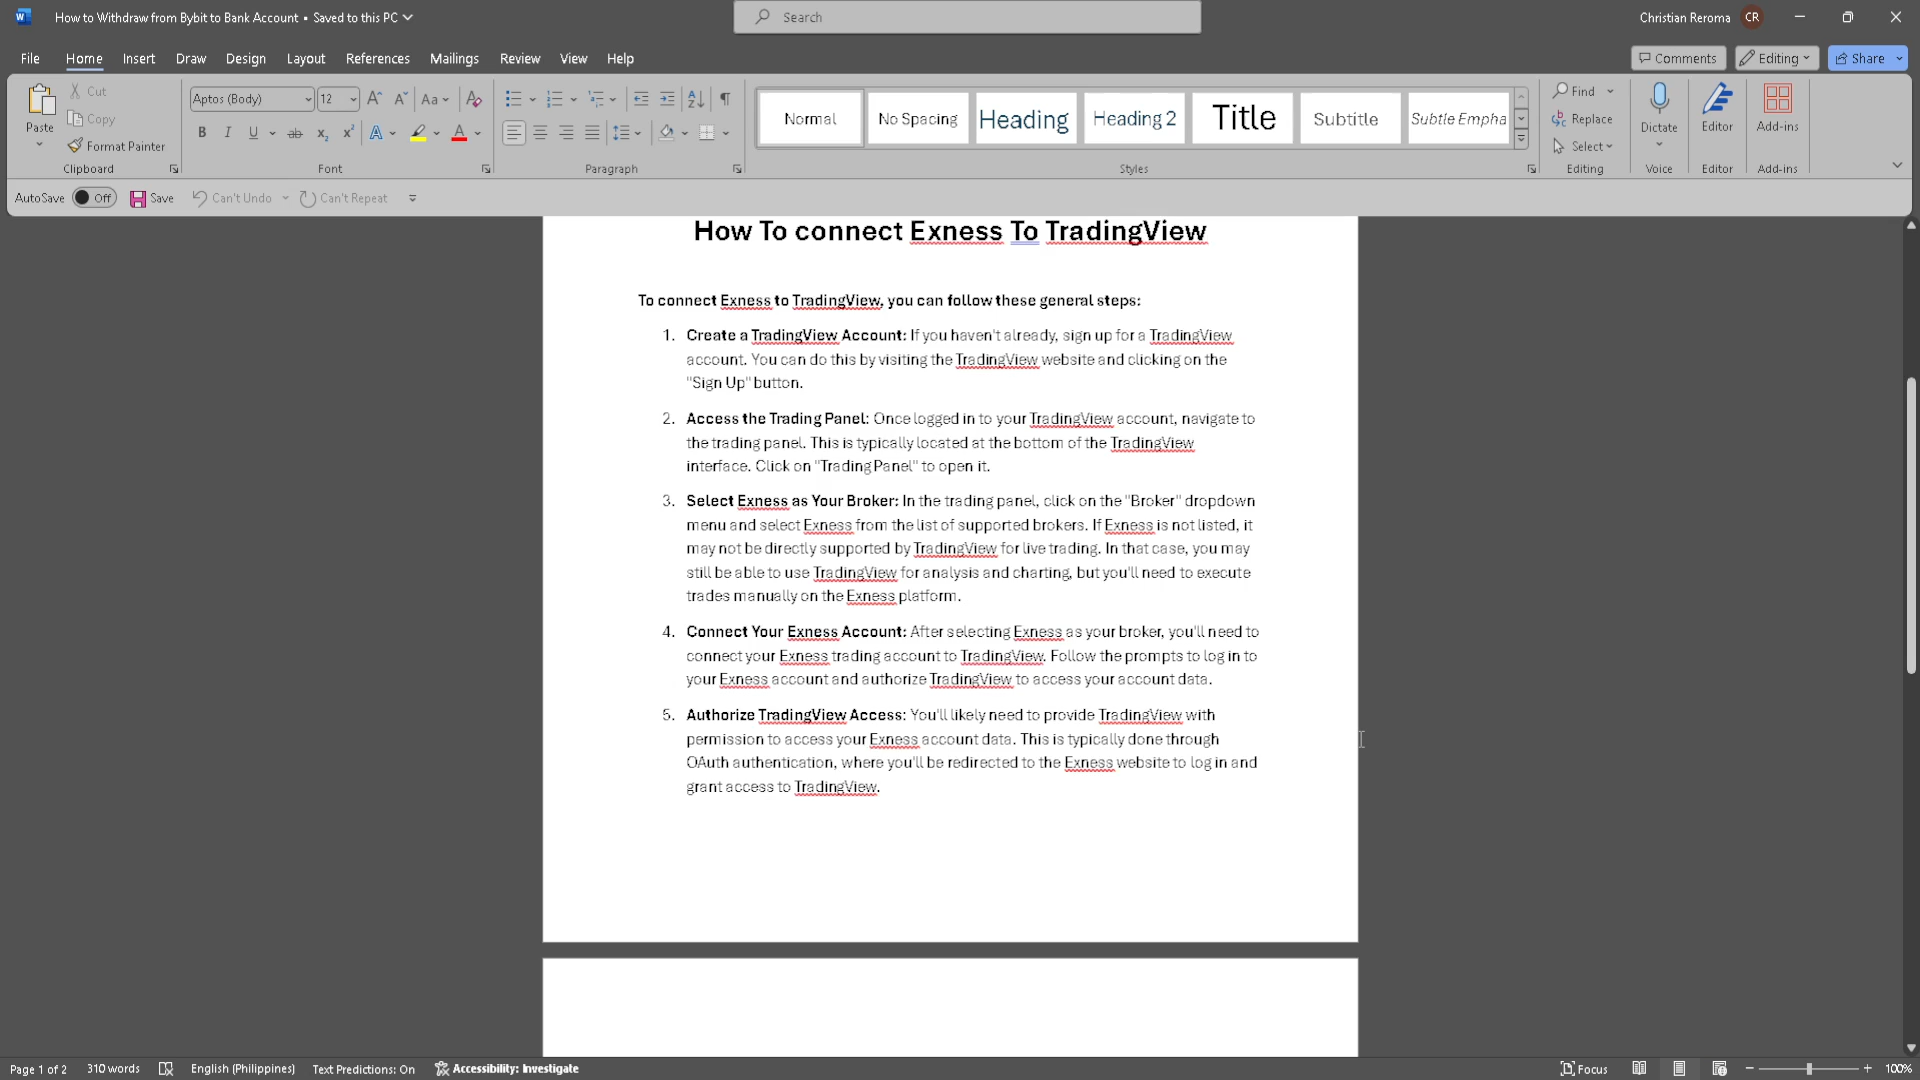 How to Withdraw from Bybit to Bank Account • Saved to this PC
Search
Christian Reroma CR
File Home Insert Draw Design Layout References Mailings Review View Help
Comments Editing Share
Paste Cut
Copy
Format Painter
Clipboard
Aptos (Body) 12 Aa
B I U ab x₂ x² A A
Font
Paragraph
Normal No Spacing Heading Heading 2 Title Subtitle Subtle Empha
Styles
Find
Replace
Select
Editing
Dictate
Voice
Editor
Editor
Add-ins
Add-ins
AutoSave Off Save Can't Undo Can't Repeat
How To connect Exness To TradingView
To connect Exness to TradingView, you can follow these general steps:
1. Create a TradingView Account: If you haven't already, sign up for a TradingView
account. You can do this by visiting the TradingView website and clicking on the
"Sign Up" button.
2. Access the Trading Panel: Once logged in to your TradingView account, navigate to
the trading panel. This is typically located at the bottom of the TradingView
interface. Click on "Trading Panel" to open it.
3. Select Exness as Your Broker: In the trading panel, click on the "Broker" dropdown
menu and select Exness from the list of supported brokers. If Exness is not listed, it
may not be directly supported by TradingView for live trading. In that case, you may
still be able to use TradingView for analysis and charting, but you'll need to execute
trades manually on the Exness platform.
4. Connect Your Exness Account: After selecting Exness as your broker, you'll need to
connect your Exness trading account to TradingView. Follow the prompts to log in to
your Exness account and authorize TradingView to access your account data.
5. Authorize TradingView Access: You'll likely need to provide TradingView with
permission to access your Exness account data. This is typically done through
OAuth authentication, where you'll be redirected to the Exness website to log in and
grant access to TradingView.
Page 1 of 2 310 words English (Philippines) Text Predictions: On Accessibility: Investigate Focus 100%